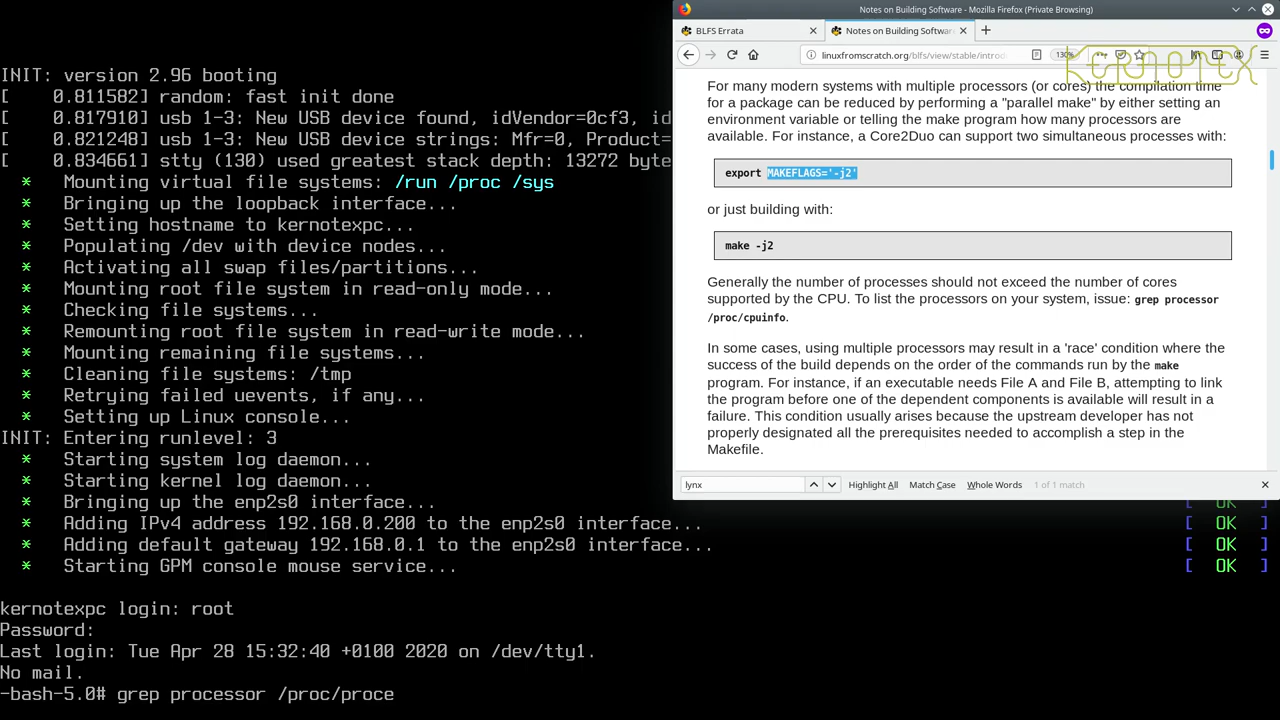 INIT: version 2.96 booting
[    0.811582] random: fast init done
[    0.817910] usb 1-3: New USB device found, idVendor=0cf3, id
[    0.821248] usb 1-3: New USB device strings: Mfr=0, Product=
[    0.834661] stty (130) used greatest stack depth: 13272 byte
* Mounting virtual file systems: /run /proc /sys
* Bringing up the loopback interface...
* Setting hostname to kernotexpc...
* Populating /dev with device nodes...
* Activating all swap files/partitions...
* Mounting root file system in read-only mode...
* Checking file systems...
* Remounting root file system in read-write mode...
* Mounting remaining file systems...
* Cleaning file systems: /tmp
* Retrying failed uevents, if any...
* Setting up Linux console...
INIT: Entering runlevel: 3
* Starting system log daemon...
* Starting kernel log daemon...
* Bringing up the enp2s0 interface... [ OK ]
* Adding IPv4 address 192.168.0.200 to the enp2s0 interface... [ OK ]
* Adding default gateway 192.168.0.1 to the enp2s0 interface... [ OK ]
* Starting GPM console mouse service... [ OK ]
kernotexpc login: root
Password:
Last login: Tue Apr 28 15:32:40 +0100 2020 on /dev/tty1.
No mail.
-bash-5.0# grep processor /proc/proce
Notes on Building Software - Mozilla Firefox (Private Browsing)
BLFS Errata
Notes on Building Software
linuxfromscratch.org/blfs/view/stable/introd
130%
KERNOTEX
For many modern systems with multiple processors (or cores) the compilation time
for a package can be reduced by performing a "parallel make" by either setting an
environment variable or telling the make program how many processors are
available. For instance, a Core2Duo can support two simultaneous processes with:
export MAKEFLAGS='-j2'
or just building with:
make -j2
Generally the number of processes should not exceed the number of cores
supported by the CPU. To list the processors on your system, issue: grep processor
/proc/cpuinfo.
In some cases, using multiple processors may result in a 'race' condition where the
success of the build depends on the order of the commands run by the make
program. For instance, if an executable needs File A and File B, attempting to link
the program before one of the dependent components is available will result in a
failure. This condition usually arises because the upstream developer has not
properly designated all the prerequisites needed to accomplish a step in the
Makefile.
lynx
Highlight All
Match Case
Whole Words
1 of 1 match